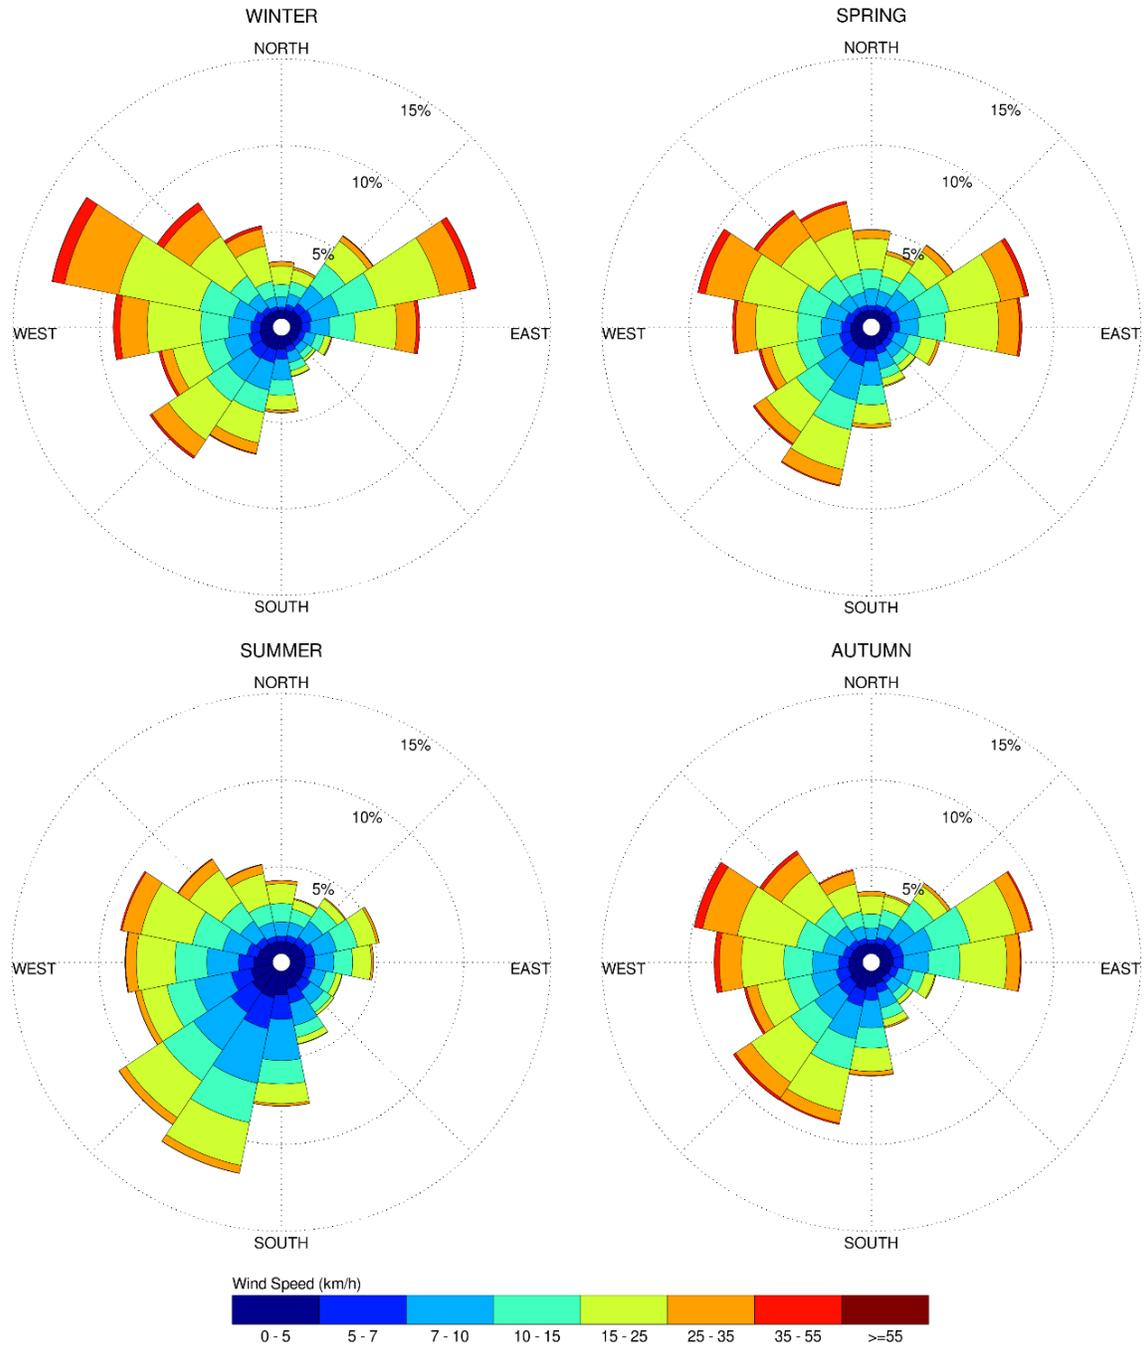 WINTER
NORTH
15%
10%
5%
WEST
EAST
SOUTH
SPRING
NORTH
15%
10%
5%
WEST
EAST
SOUTH
SUMMER
NORTH
15%
10%
5%
WEST
EAST
SOUTH
AUTUMN
NORTH
15%
10%
5%
WEST
EAST
SOUTH
Wind Speed (km/h)
0 - 5 5 - 7 7 - 10 10 - 15 15 - 25 25 - 35 35 - 55 >=55